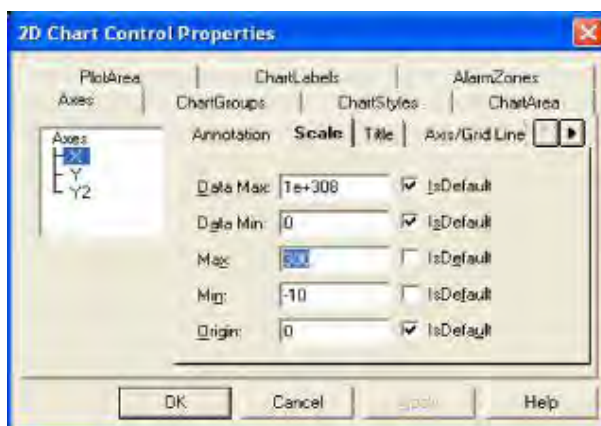 2D Chart Control Properties
PlotArea ChartLabels AlarmZones
Axes ChartGroups ChartStyles ChartArea
Axes
X
Y
Y2
Annotation Scale Title Axis/Grid Line
Data Max: 1e+308 IsDefault
Data Min: 0 IsDefault
Max: 300 IsDefault
Min: -10 IsDefault
Origin: 0 IsDefault
OK Cancel Apply Help